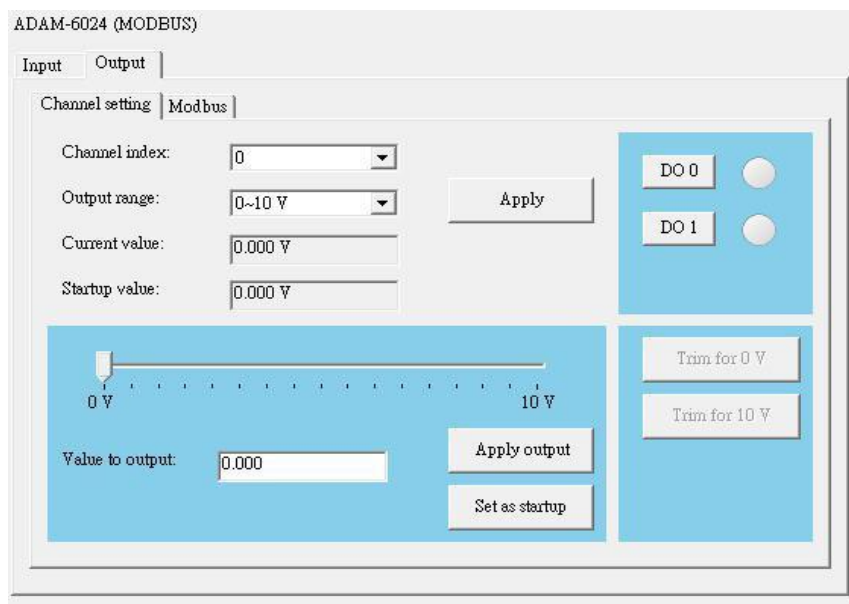 ADAM-6024 (MODBUS)
Input Output
Channel setting Modbus
Channel index: 0
Output range: 0~10 V
Apply
Current value: 0.000 V
Startup value: 0.000 V
DO 0
DO 1
0 V 10 V
Value to output: 0.000
Apply output
Set as startup
Trim for 0 V
Trim for 10 V